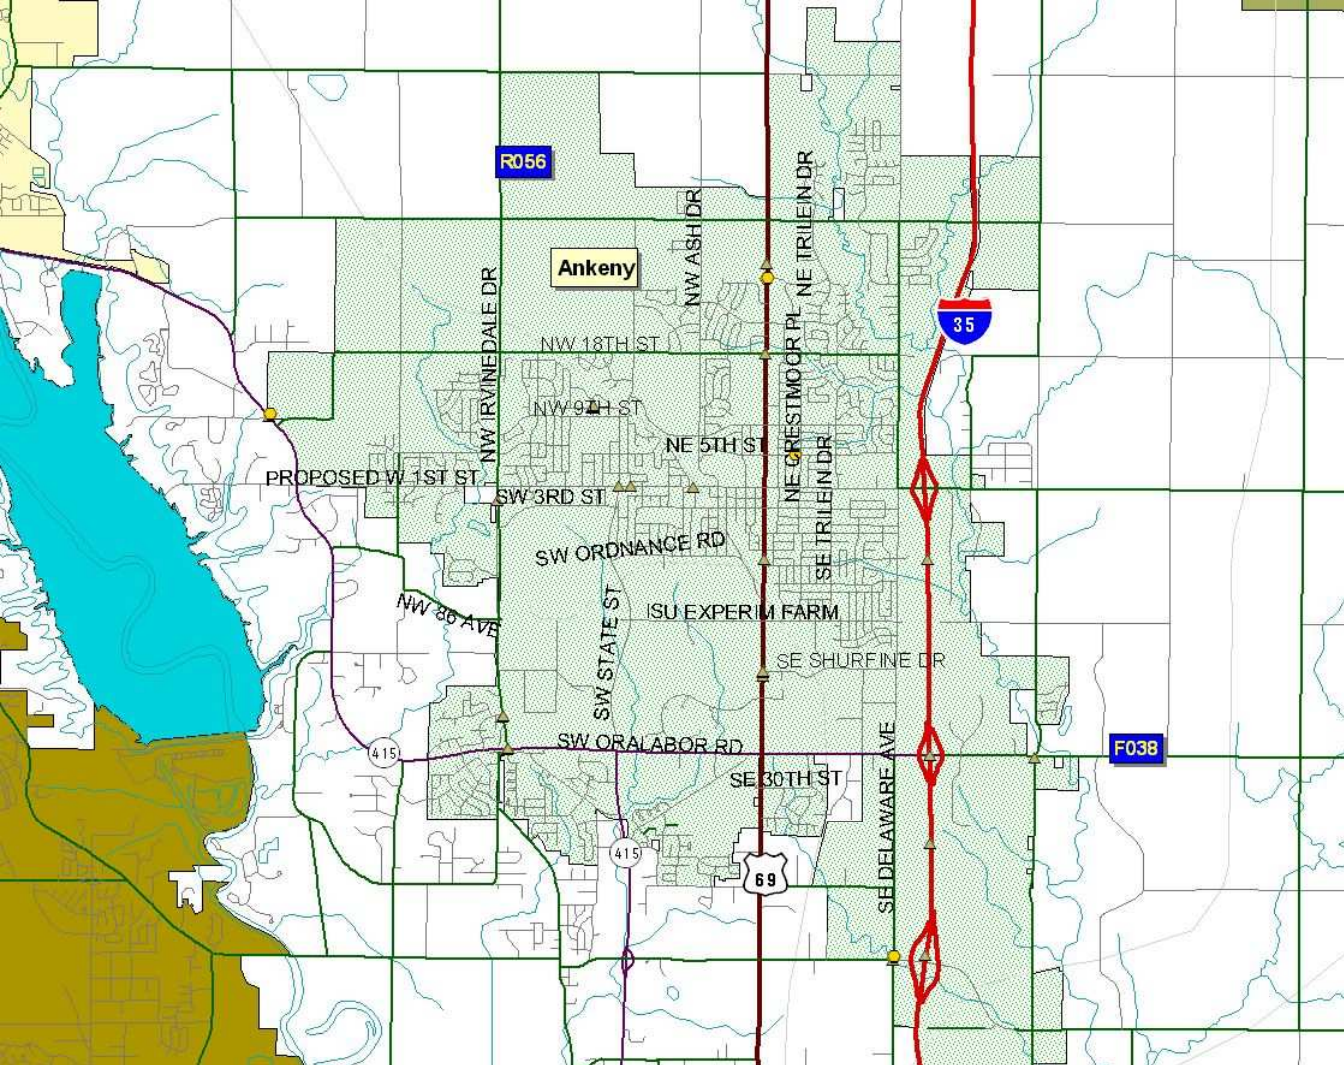 R056
NW ASH DR
NE TRILEIN DR
Ankeny
NW IRVINEDALE DR
35
NW 18TH ST
NE CRESTMOOR PL
NW 9TH ST
NE 5TH ST
PROPOSED W 1ST ST
SW 3RD ST
SE TRILEIN DR
SW ORDNANCE RD
NW 86 AVE
SW STATE ST
ISU EXPERIM FARM
SE SHURFINE DR
415
SW ORALABOR RD
F038
SE 30TH ST
SE DELAWARE AVE
415
69